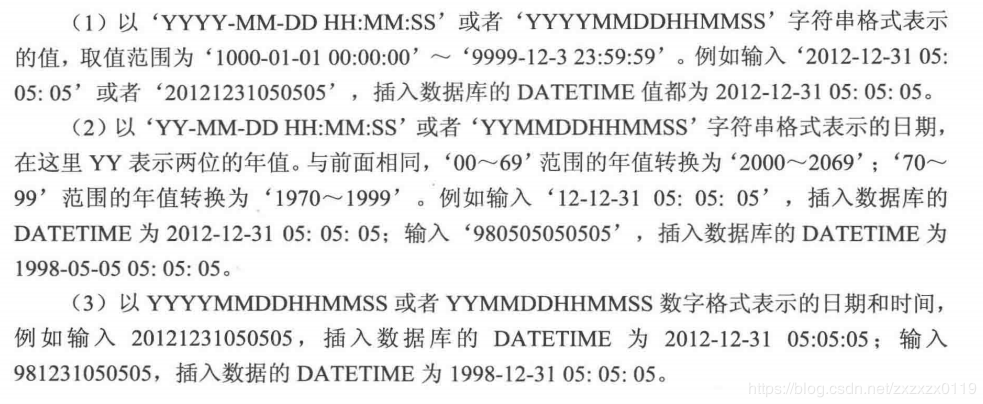 （1）以‘YYYY-MM-DD HH:MM:SS’或者‘YYYYMMDDHHMMSS’字符串格式表示
的值，取值范围为‘1000-01-01 00:00:00’～‘9999-12-3 23:59:59’。例如输入‘2012-12-31 05:
05: 05’或者‘20121231050505’，插入数据库的 DATETIME 值都为 2012-12-31 05: 05: 05。
（2）以‘YY-MM-DD HH:MM:SS’或者‘YYMMDDHHMMSS’字符串格式表示的日期，
在这里 YY 表示两位的年值。与前面相同，‘00～69’范围的年值转换为‘2000～2069’；‘70～
99’范围的年值转换为‘1970～1999’。例如输入‘12-12-31 05: 05: 05’，插入数据库的
DATETIME 为 2012-12-31 05: 05: 05；输入‘980505050505’，插入数据库的 DATETIME 为
1998-05-05 05: 05: 05。
（3）以 YYYYMMDDHHMMSS 或者 YYMMDDHHMMSS 数字格式表示的日期和时间，
例如输入 20121231050505，插入数据库的 DATETIME 为 2012-12-31 05:05:05；输入
981231050505，插入数据的 DATETIME 为 1998-12-31 05: 05: 05。
https://blog.csdn.net/zxzxzx0119